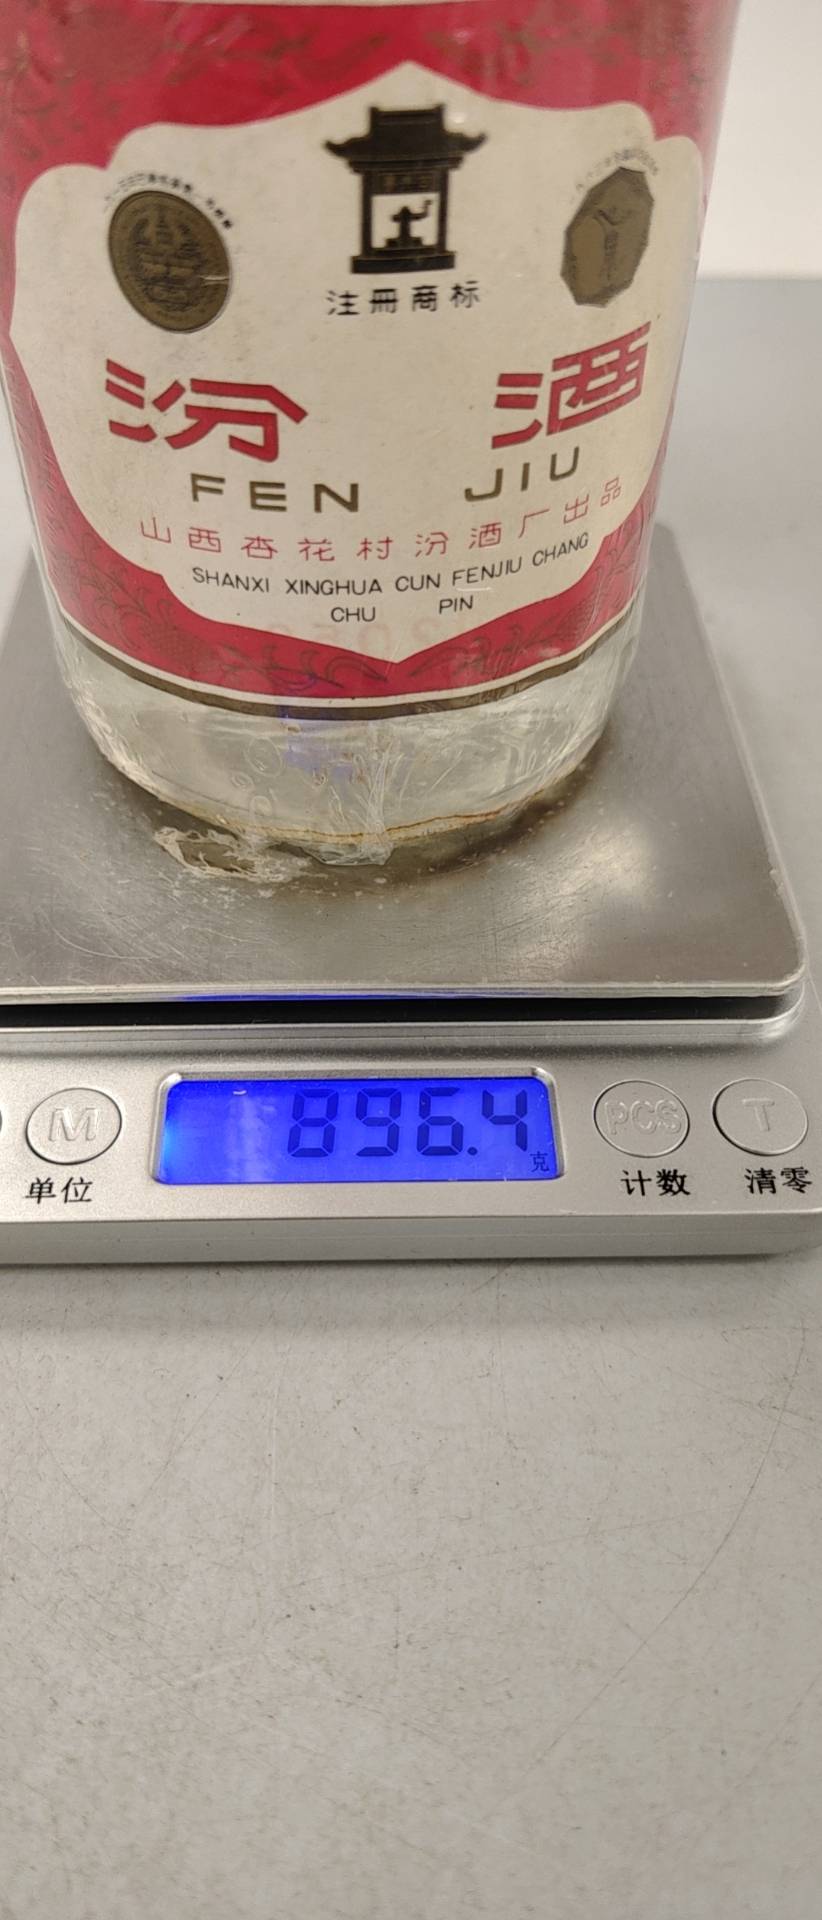 注冊商标
汾酒
FEN JIU
山西杏花村汾酒厂出品
SHANXI XINGHUA CUN FENJIU CHANG
CHU PIN
M
896.4
克
PCS
T
单位
计数
清零